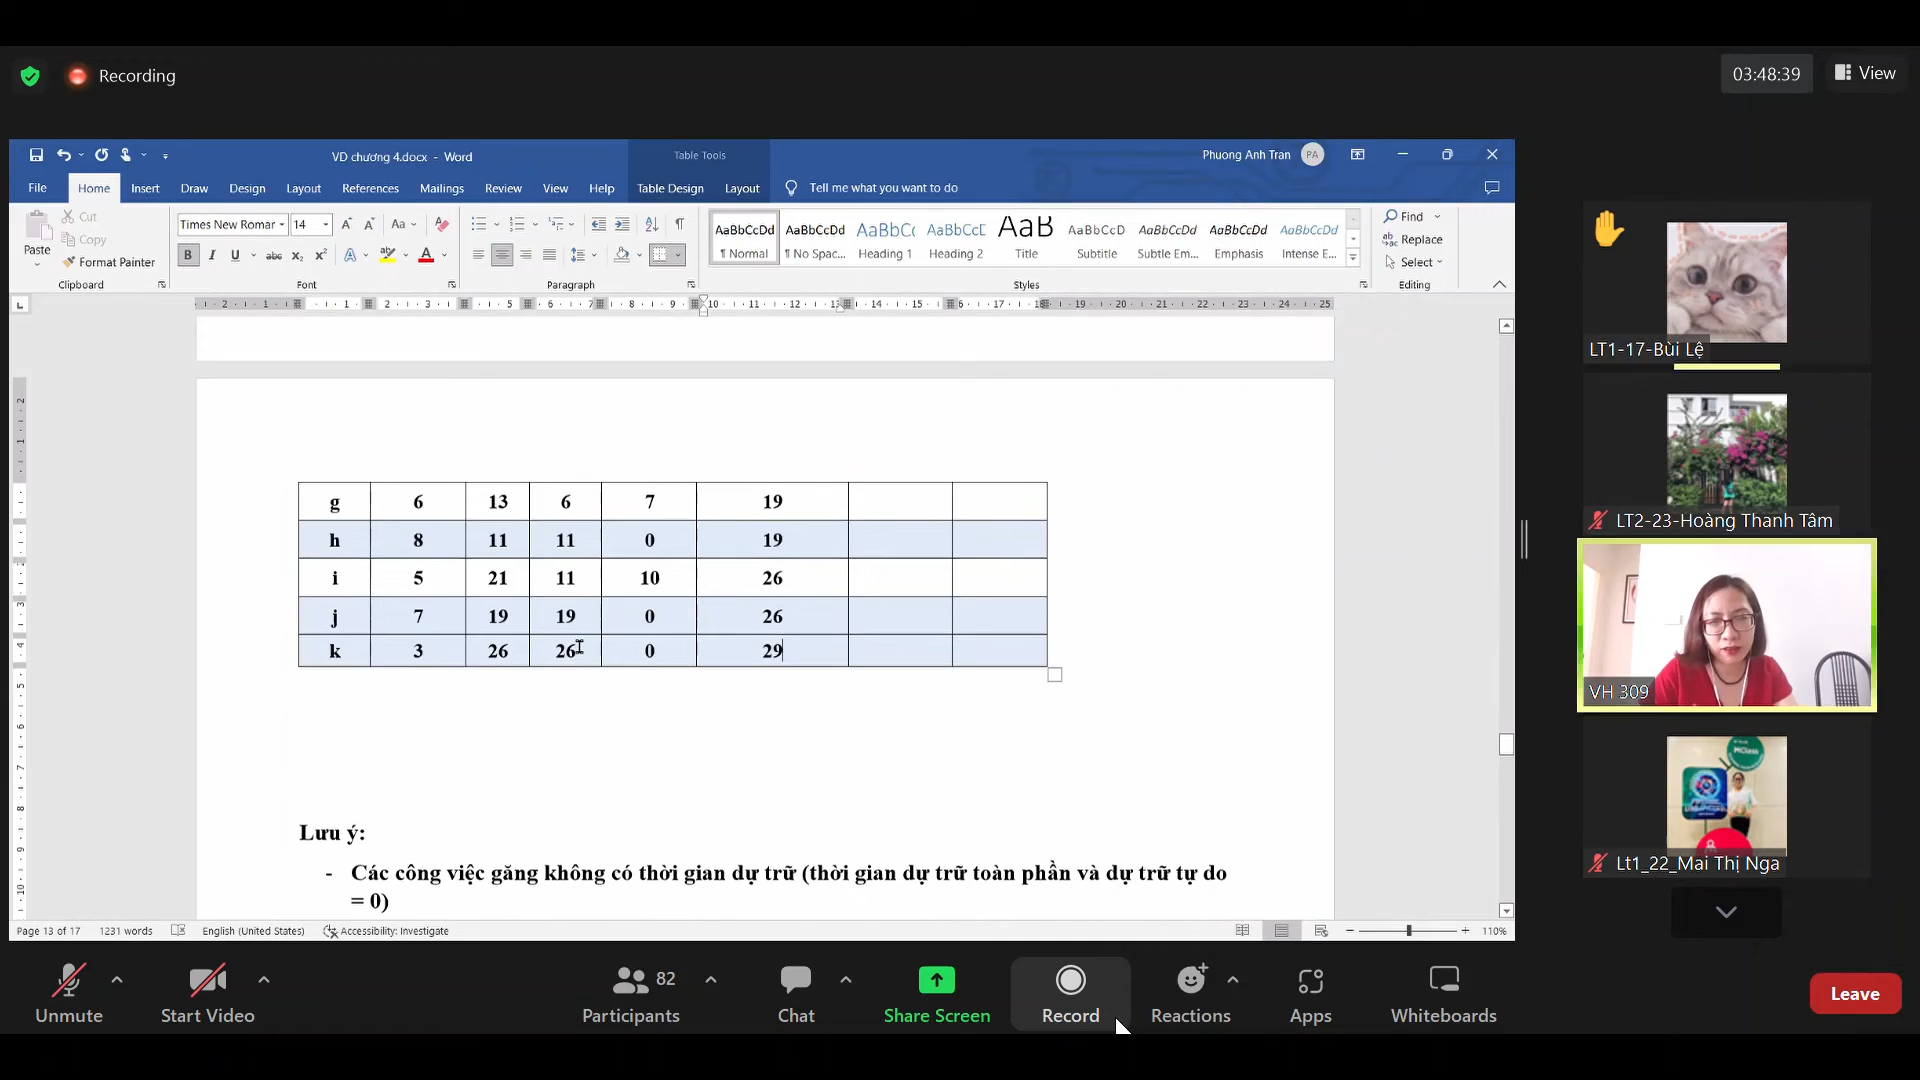 Recording
03:48:39
View
VD chương 4.docx - Word
Table Tools
Phuong Anh Tran
PA
File
Home
Insert
Draw
Design
Layout
References
Mailings
Review
View
Help
Table Design
Layout
Tell me what you want to do
Paste
Cut
Copy
Format Painter
Clipboard
Times New Romar
14
Font
Paragraph
AaBbCcDd
¶ Normal
AaBbCcDd
¶ No Spac...
AaBbCc
Heading 1
AaBbCcD
Heading 2
AaB
Title
AaBbCcD
Subtitle
AaBbCcDd
Subtle Em...
AaBbCcDd
Emphasis
AaBbCcDd
Intense E...
Styles
Find
Replace
Select
Editing
g 6 13 6 7 19
h 8 11 11 0 19
i 5 21 11 10 26
j 7 19 19 0 26
k 3 26 26 0 29
Lưu ý:
- Các công việc găng không có thời gian dự trữ (thời gian dự trữ toàn phần và dự trữ tự do
= 0)
Page 13 of 17
1231 words
English (United States)
Accessibility: Investigate
110%
LT1-17-Bùi Lệ
LT2-23-Hoàng Thanh Tâm
VH 309
Lt1_22_Mai Thị Nga
Unmute
Start Video
82
Participants
Chat
Share Screen
Record
Reactions
Apps
Whiteboards
Leave